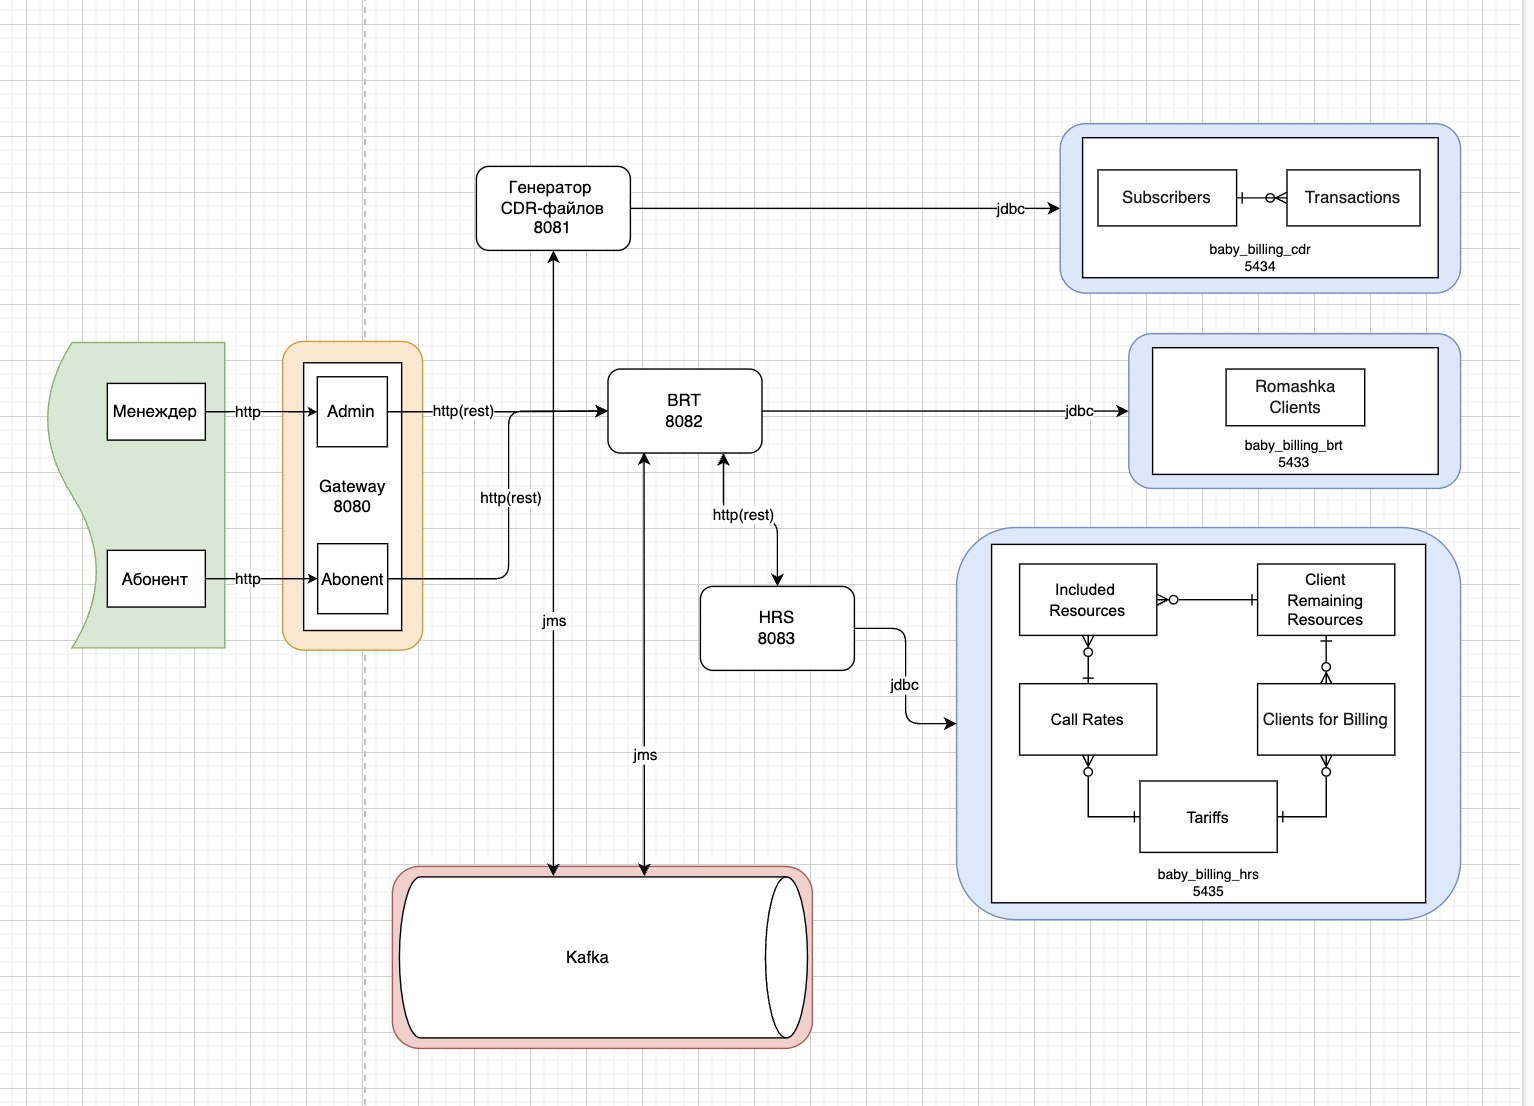 Генератор
CDR-файлов
8081
jdbc
Subscribers
Transactions
baby_billing_cdr
5434
Менеждер
http
Admin
http(rest)
BRT
8082
jdbc
Romashka
Clients
baby_billing_brt
5433
Gateway
8080
http(rest)
http(rest)
Абонент
http
Abonent
jms
HRS
8083
jdbc
jms
Included
Resources
Client
Remaining
Resources
Call Rates
Clients for Billing
Tariffs
baby_billing_hrs
5435
Kafka